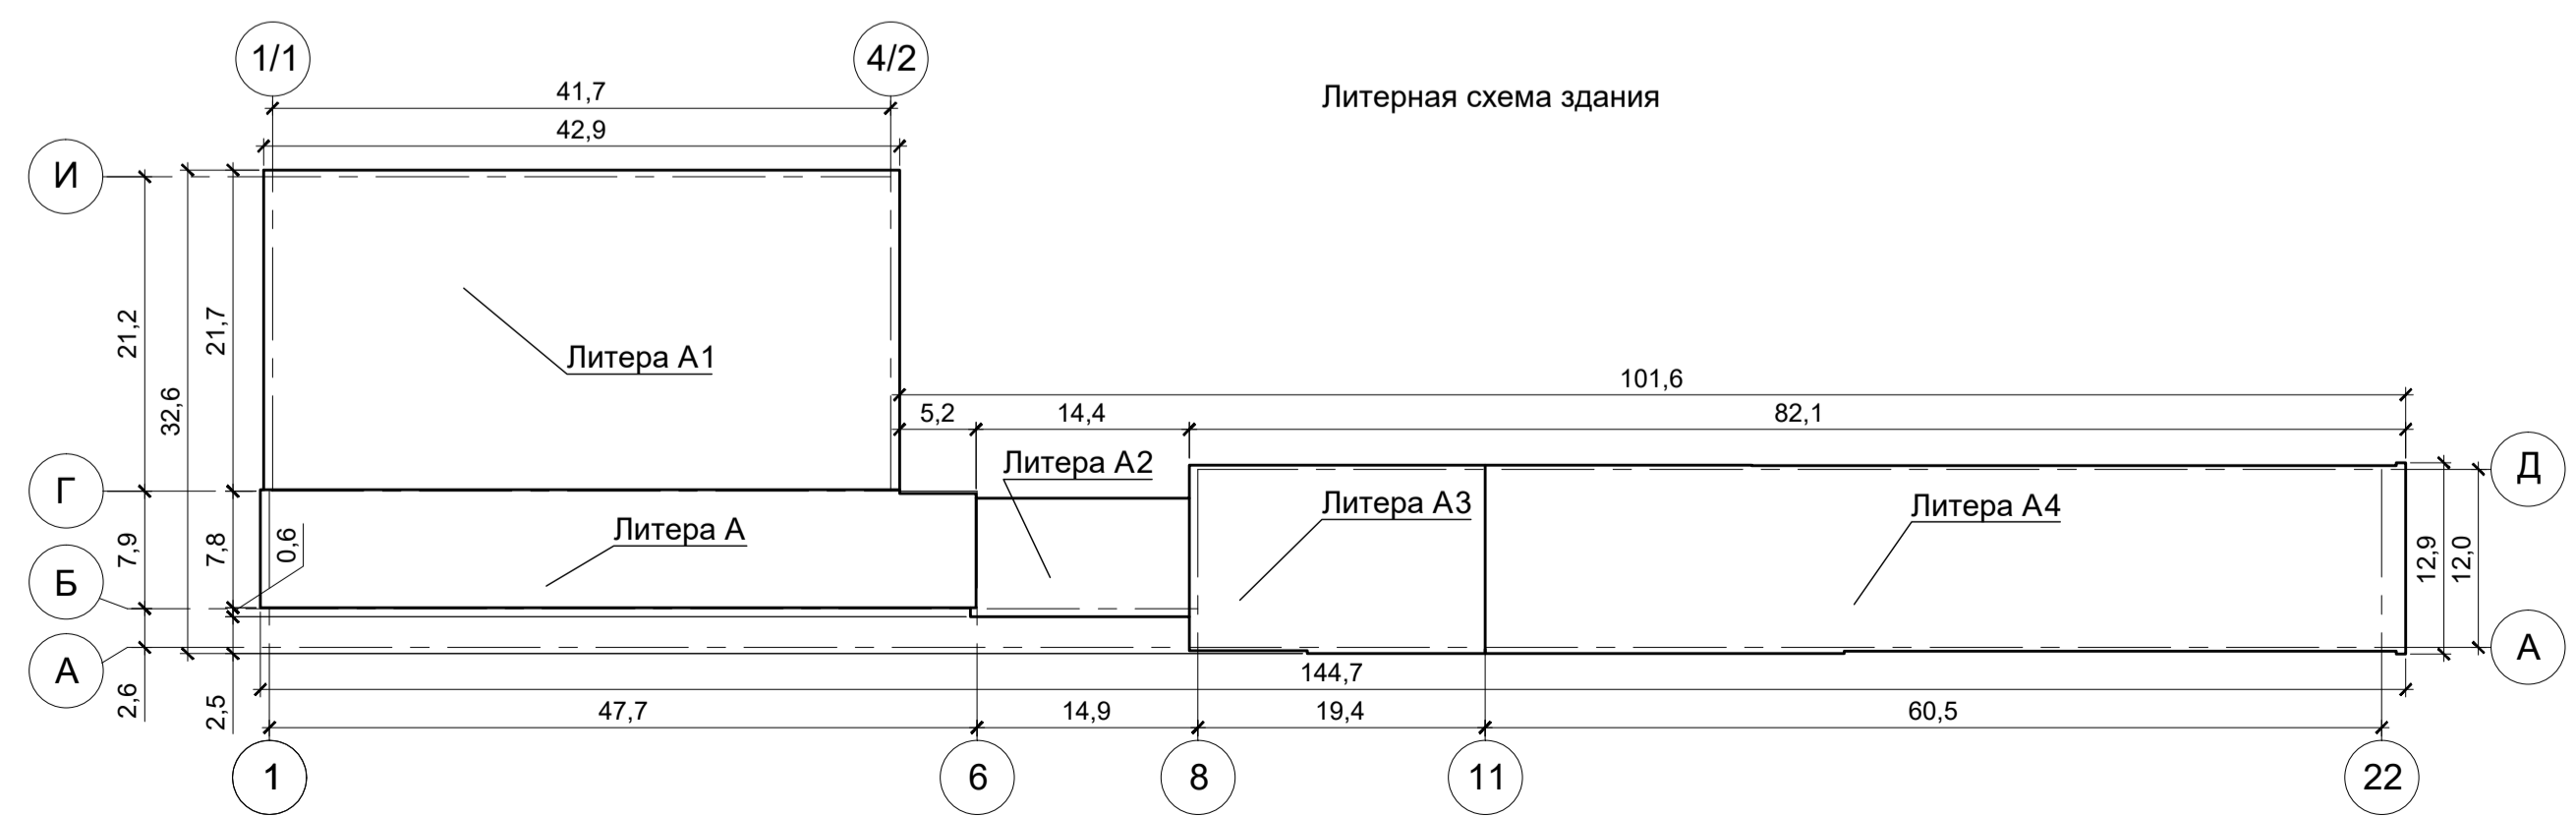 1/1
4/2
Литерная схема здания
41,7
42,9
И
21,2
21,7
32,6
Литера А1
101,6
5,2
14,4
82,1
Г
Литера А2
Литера А3
Литера А4
Д
Литера А
7,9
7,8
0,6
12,9
12,0
Б
А
А
2,6
2,5
144,7
47,7
14,9
19,4
60,5
1
6
8
11
22